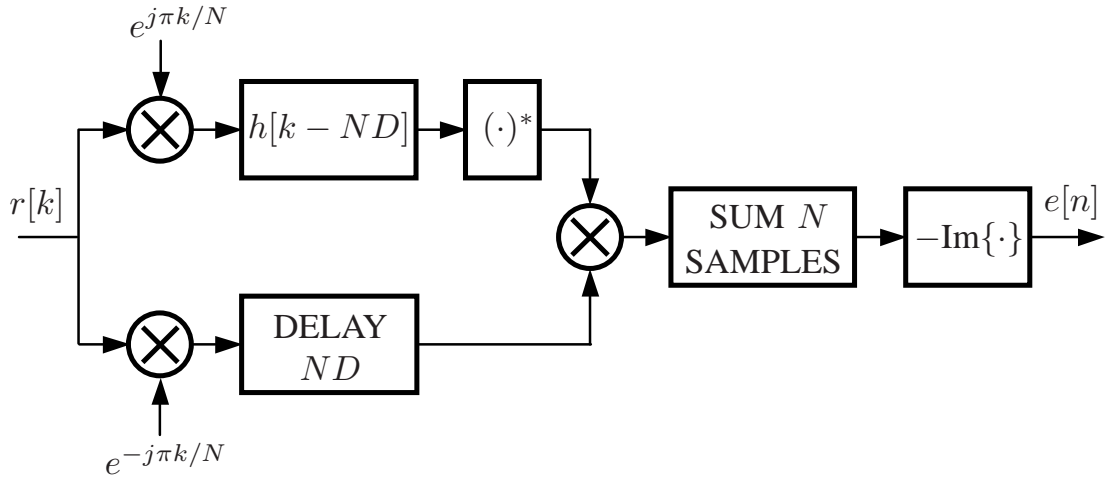 e^{jπk/N}
h[k − ND]
(·)*
r[k]
SUM N
SAMPLES
−Im{·}
e[n]
DELAY
ND
e^{−jπk/N}